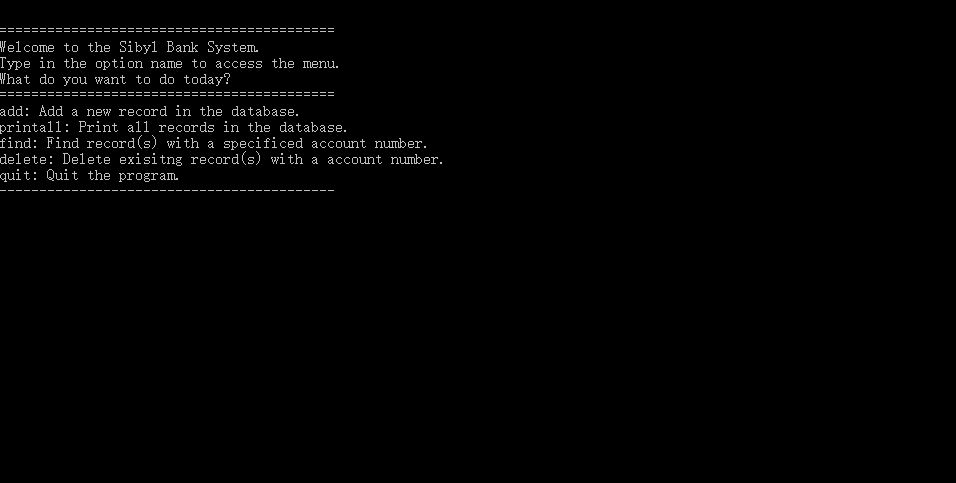 ==========================================
Welcome to the Sibyl Bank System.
Type in the option name to access the menu.
What do you want to do today?
==========================================
add: Add a new record in the database.
printall: Print all records in the database.
find: Find record(s) with a specificed account number.
delete: Delete exisitng record(s) with a account number.
quit: Quit the program.
------------------------------------------